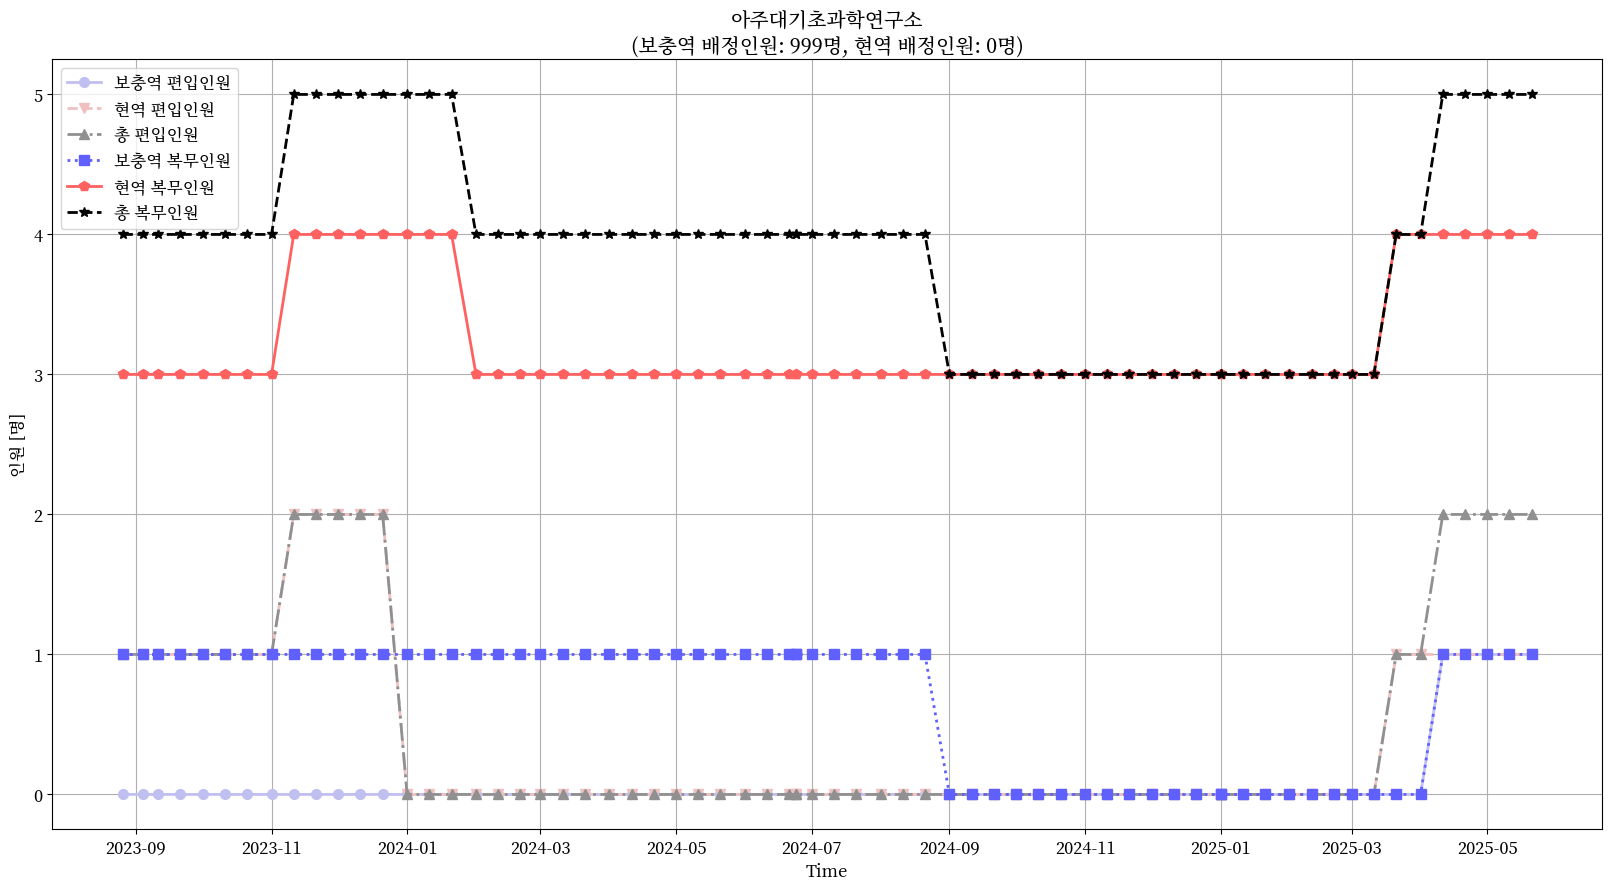 아주대기초과학연구소
(보충역 배정인원: 999명, 현역 배정인원: 0명)
보충역 편입인원
현역 편입인원
총 편입인원
보충역 복무인원
현역 복무인원
총 복무인원
5
4
3
2
1
0
인원 [명]
2023-09 2023-11 2024-01 2024-03 2024-05 2024-07 2024-09 2024-11 2025-01 2025-03 2025-05
Time